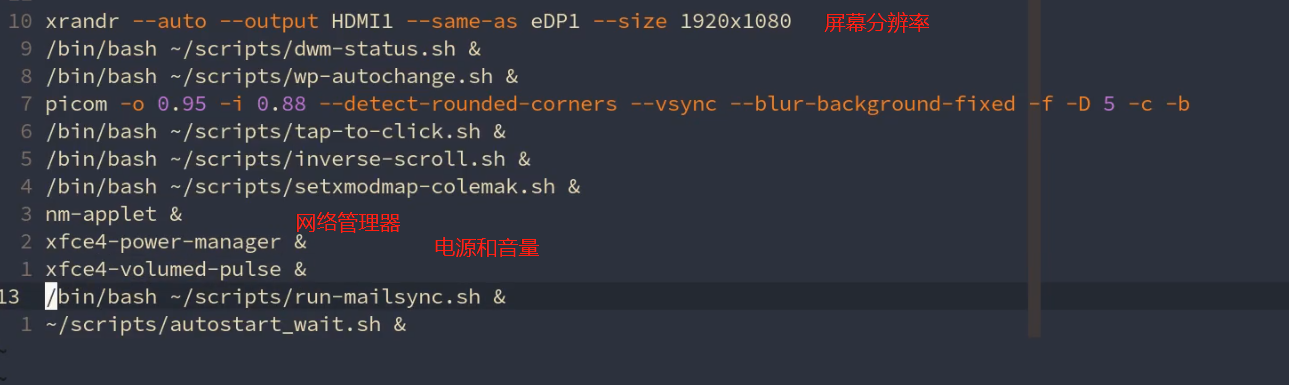 10 xrandr --auto --output HDMI1 --same-as eDP1 --size 1920x1080 屏幕分辨率
9 /bin/bash ~/scripts/dwm-status.sh &
8 /bin/bash ~/scripts/wp-autochange.sh &
7 picom -o 0.95 -i 0.88 --detect-rounded-corners --vsync --blur-background-fixed -f -D 5 -c -b
6 /bin/bash ~/scripts/tap-to-click.sh &
5 /bin/bash ~/scripts/inverse-scroll.sh &
4 /bin/bash ~/scripts/setxmodmap-colemak.sh &
3 nm-applet & 网络管理器
2 xfce4-power-manager & 电源和音量
1 xfce4-volumed-pulse &
13 /bin/bash ~/scripts/run-mailsync.sh &
1 ~/scripts/autostart_wait.sh &
~
~